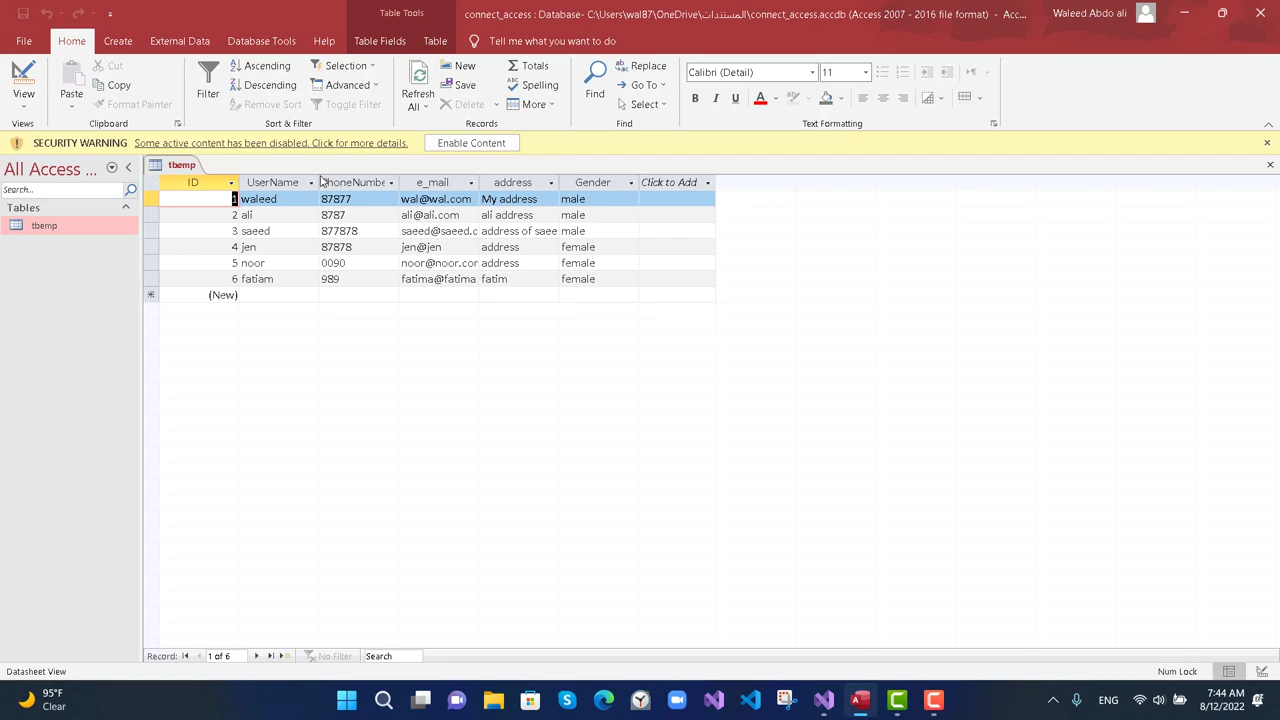 Table Tools
connect_access : Database- C:\Users\wal87\OneDrive\المستندات\connect_access.accdb (Access 2007 - 2016 file format) - Acc...
Waleed Abdo ali
File Home Create External Data Database Tools Help Table Fields Table Tell me what you want to do
View
Views
Paste
Cut
Copy
Format Painter
Clipboard
Filter
Ascending
Descending
Remove Sort
Selection
Advanced
Toggle Filter
Sort & Filter
Refresh
All
New
Save
Delete
Totals
Spelling
More
Records
Find
Replace
Go To
Select
Find
Calibri (Detail) 11
B I U A
Text Formatting
SECURITY WARNING Some active content has been disabled. Click for more details. Enable Content
All Access ...
Search...
Tables
tbemp
tbemp
ID UserName honeNumbe e_mail address Gender Click to Add
1 waleed 87877 wal@wal.com My address male
2 ali 8787 ali@ali.com ali address male
3 saeed 877878 saeed@saeed.c address of saee male
4 jen 87878 jen@jen address female
5 noor 0090 noor@noor.cor address female
6 fatiam 989 fatima@fatima fatim female
(New)
Record: 1 of 6 No Filter Search
Datasheet View
Num Lock
95°F
Clear
ENG
7:44 AM
8/12/2022